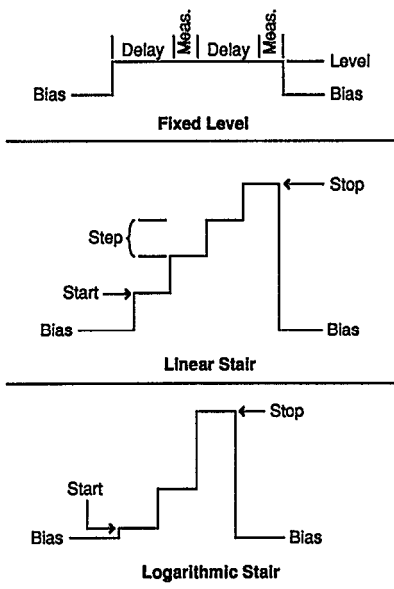 Delay Meas. Delay Meas.
Level
Bias Bias
Fixed Level
Stop
Step
Start
Bias Bias
Linear Stair
Stop
Start
Bias Bias
Logarithmic Stair